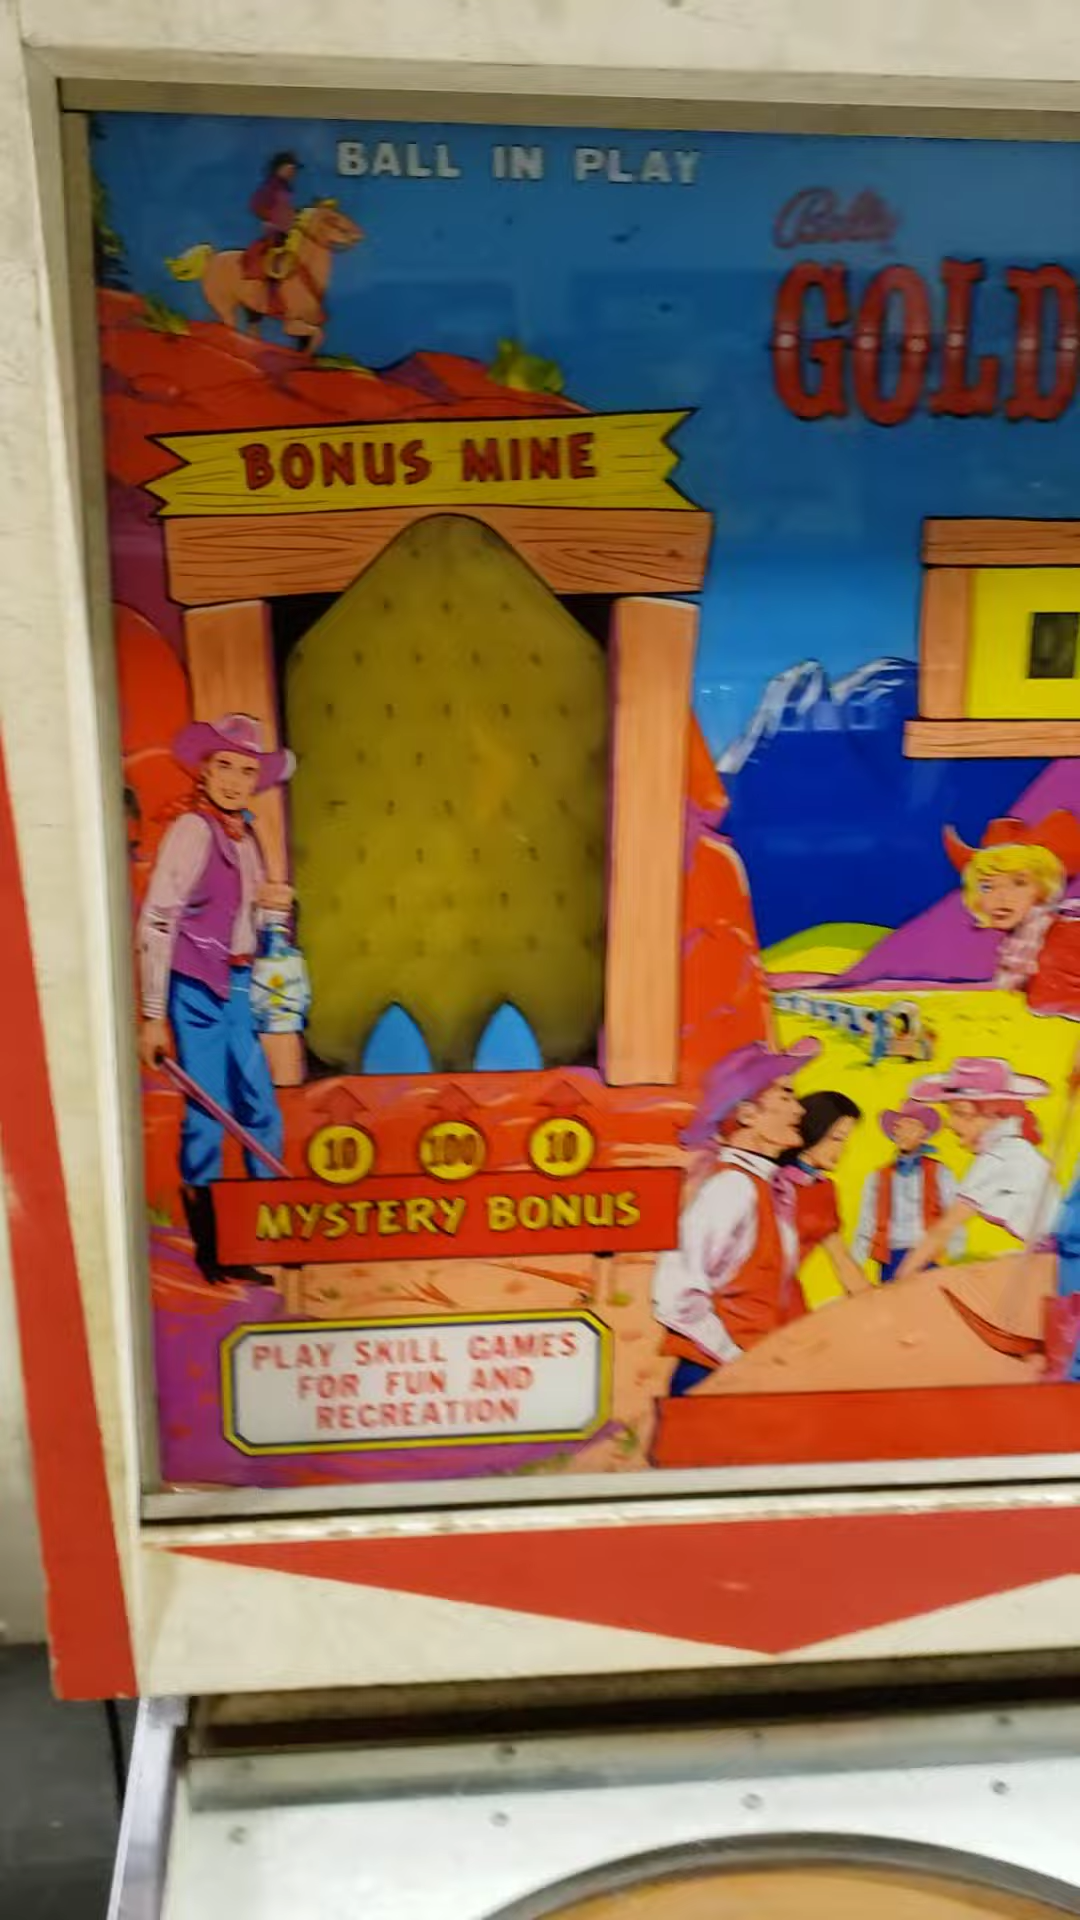 BALL IN PLAY
Bally
GOLD
BONUS MINE
10 100 10
MYSTERY BONUS
PLAY SKILL GAMES
FOR FUN AND
RECREATION